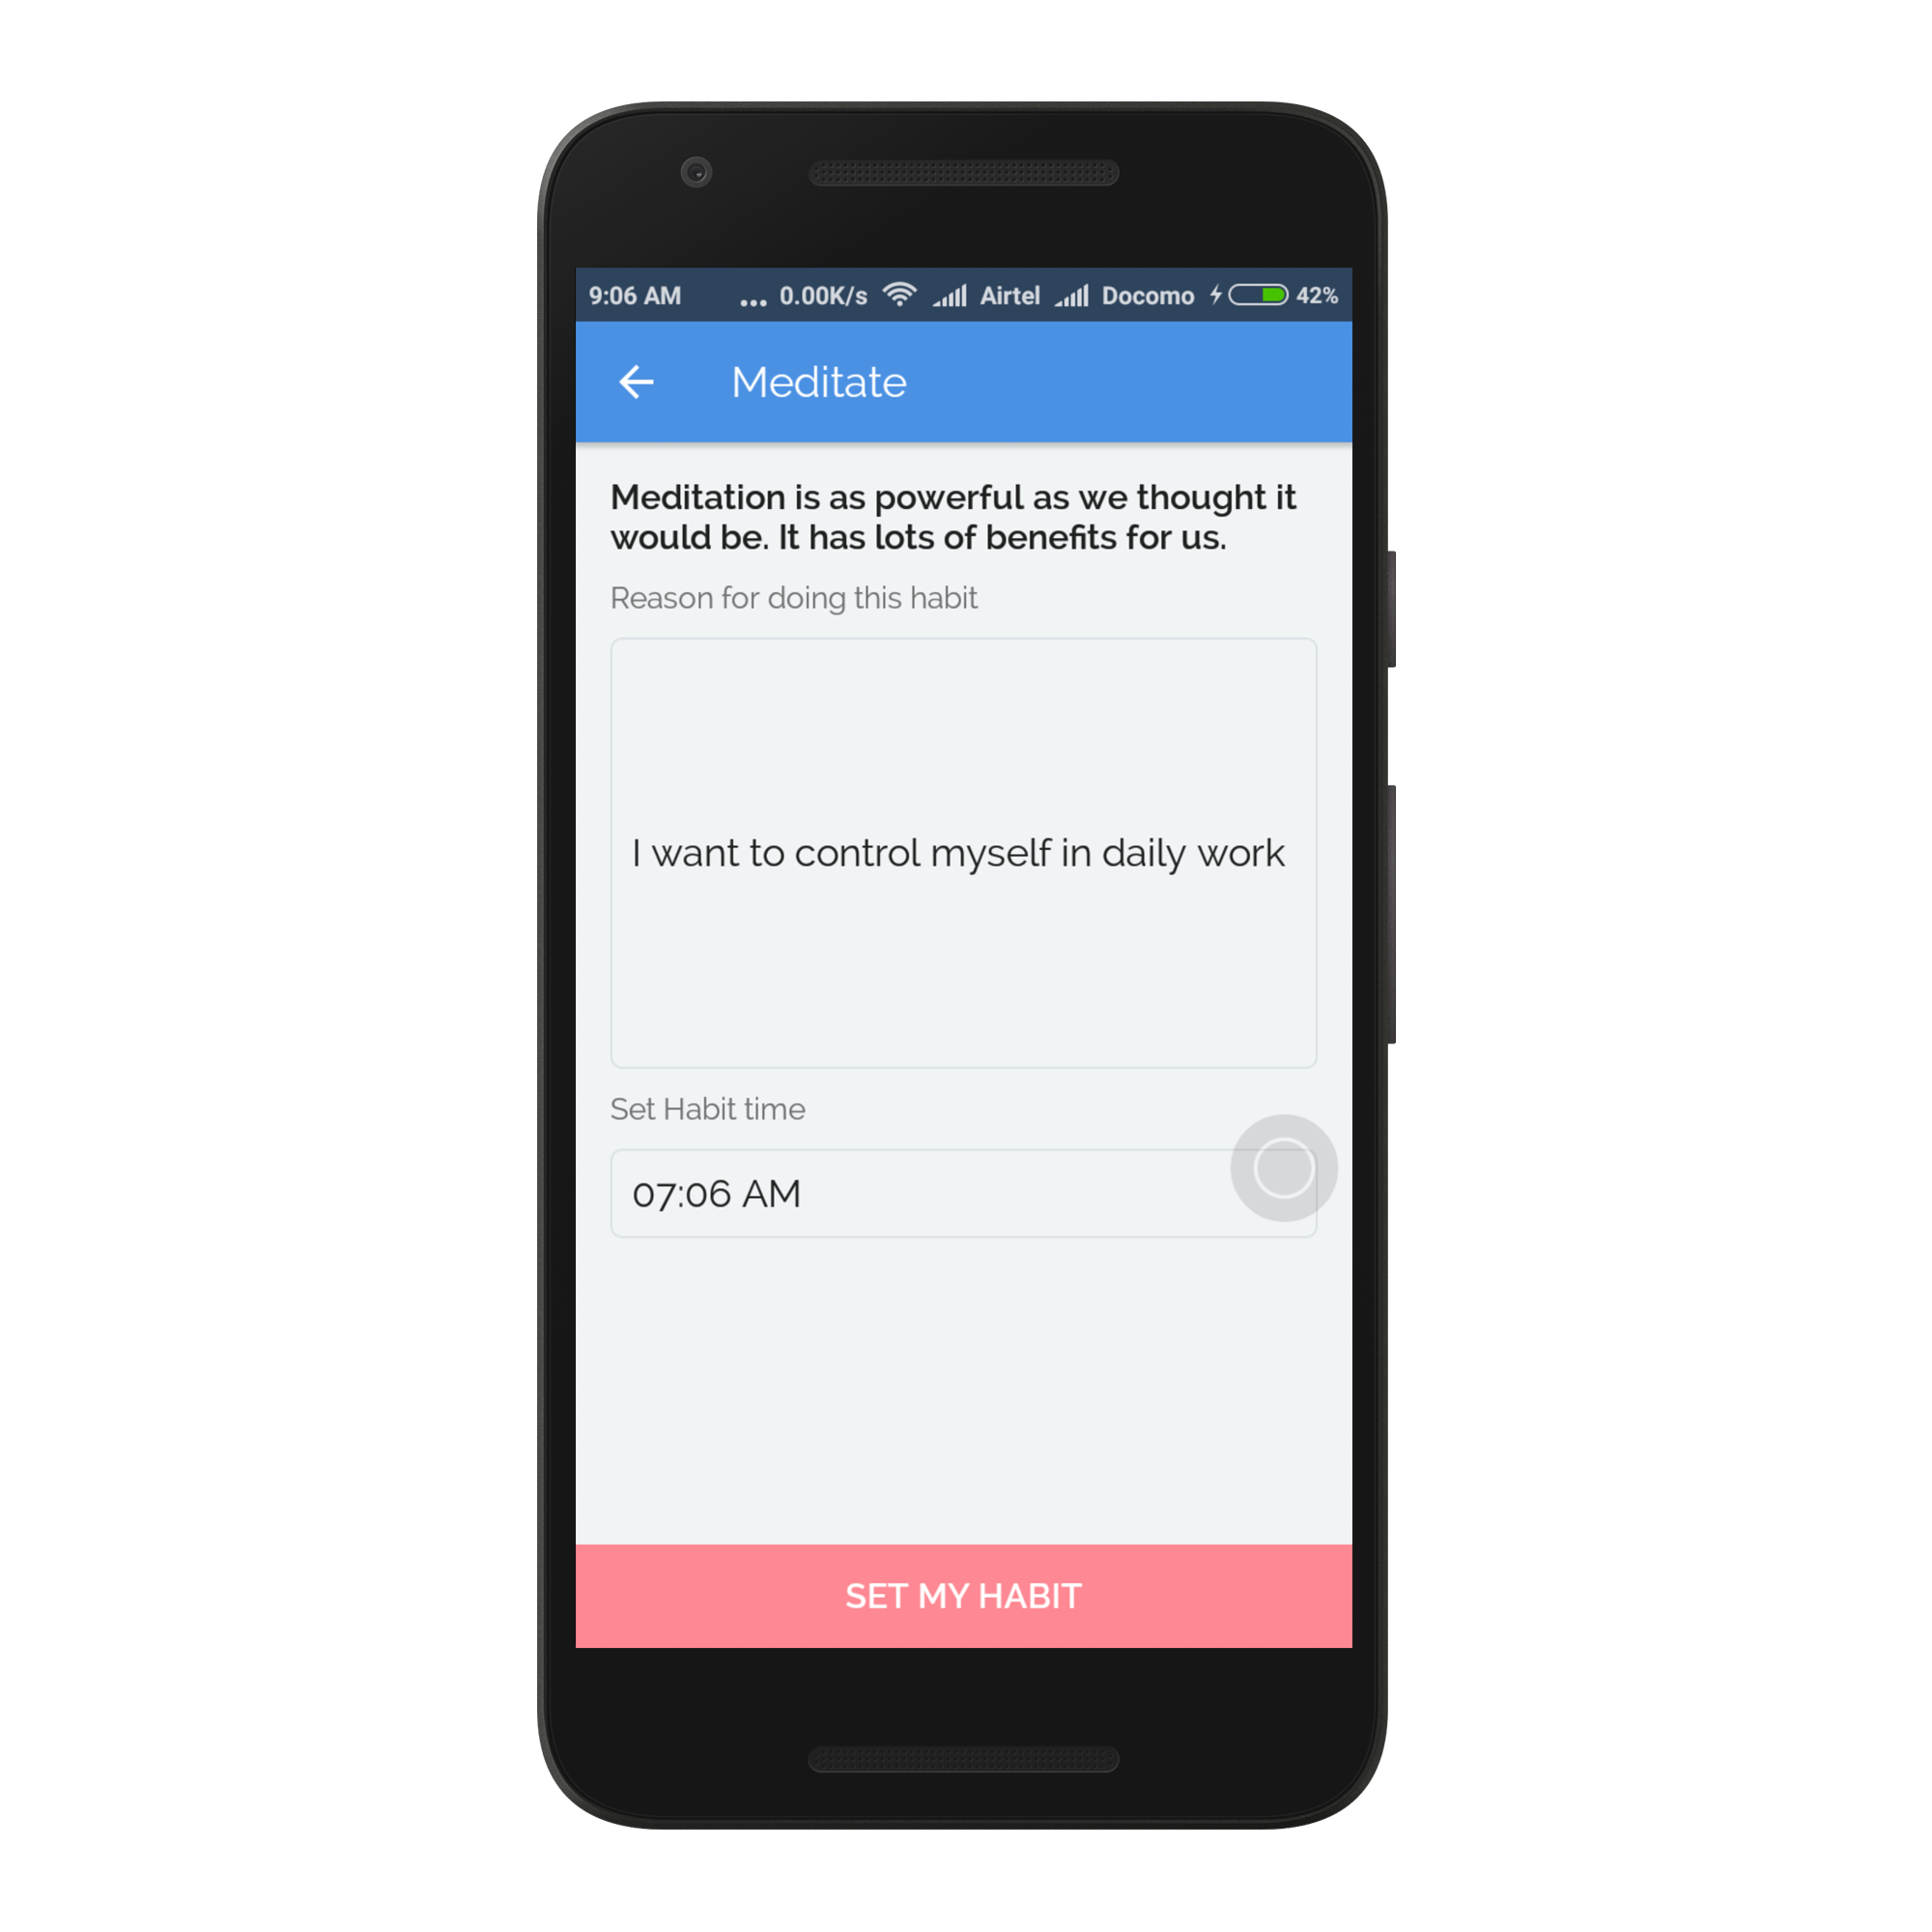 9:06 AM ... 0.00K/s Airtel Docomo 42%
Meditate
Meditation is as powerful as we thought it
would be. It has lots of benefits for us.
Reason for doing this habit
I want to control myself in daily work
Set Habit time
07:06 AM
SET MY HABIT